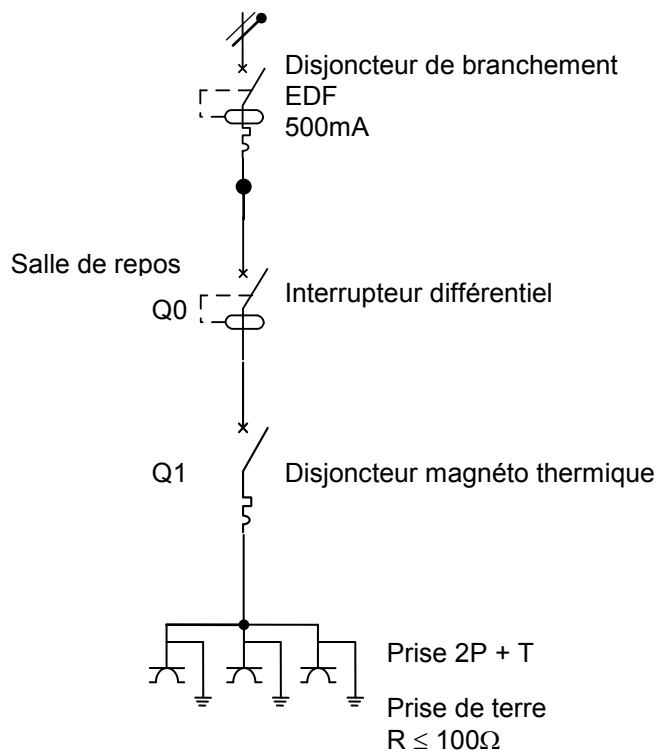 Disjoncteur de branchement
EDF
500mA
Salle de repos
Q0
Interrupteur différentiel
Q1
Disjoncteur magnéto thermique
Prise 2P + T
Prise de terre
R ≤ 100Ω